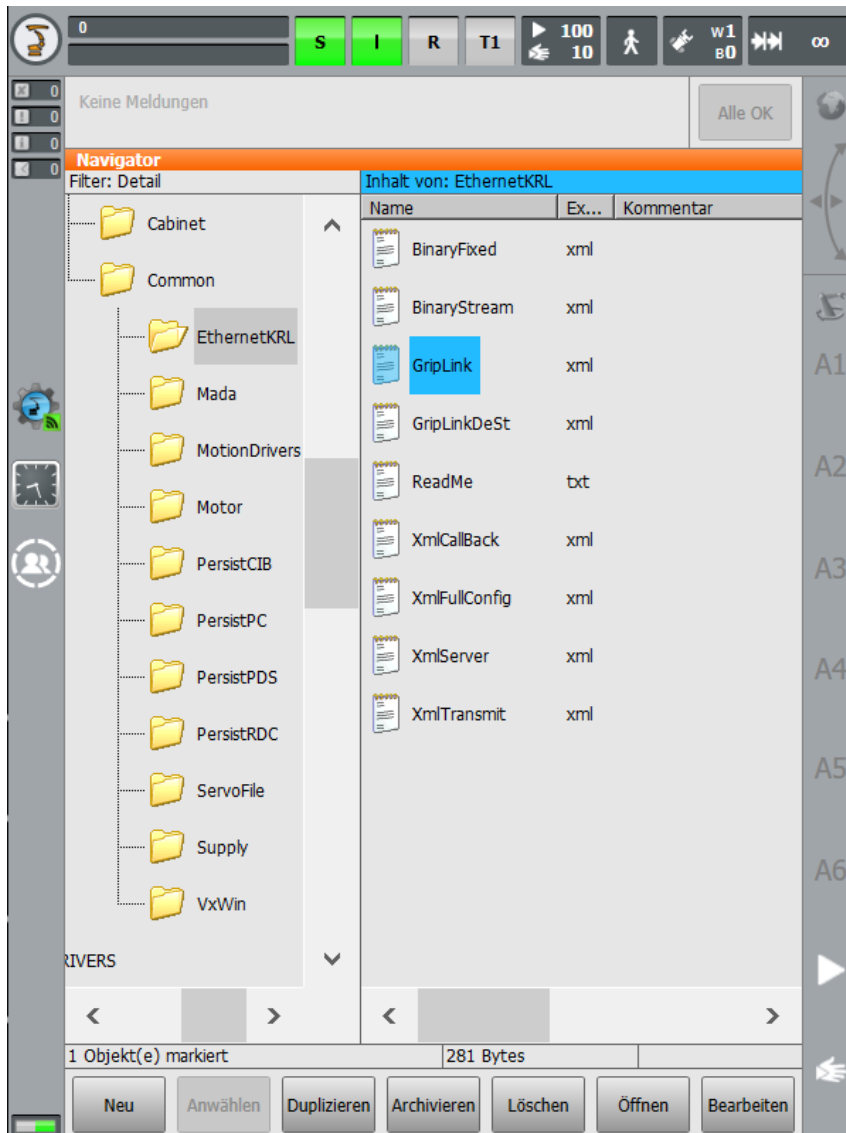 0
S I R T1 100 10 W1 B0 ∞
0
0
0
0
Keine Meldungen
Alle OK
Navigator
Filter: Detail
Inhalt von: EthernetKRL
Name Ex... Kommentar
Cabinet
Common
EthernetKRL
Mada
MotionDrivers
Motor
PersistCIB
PersistPC
PersistPDS
PersistRDC
ServoFile
Supply
VxWin
RIVERS
BinaryFixed xml
BinaryStream xml
GripLink xml
GripLinkDeSt xml
ReadMe txt
XmlCallBack xml
XmlFullConfig xml
XmlServer xml
XmlTransmit xml
A1
A2
A3
A4
A5
A6
1 Objekt(e) markiert 281 Bytes
Neu Anwählen Duplizieren Archivieren Löschen Öffnen Bearbeiten